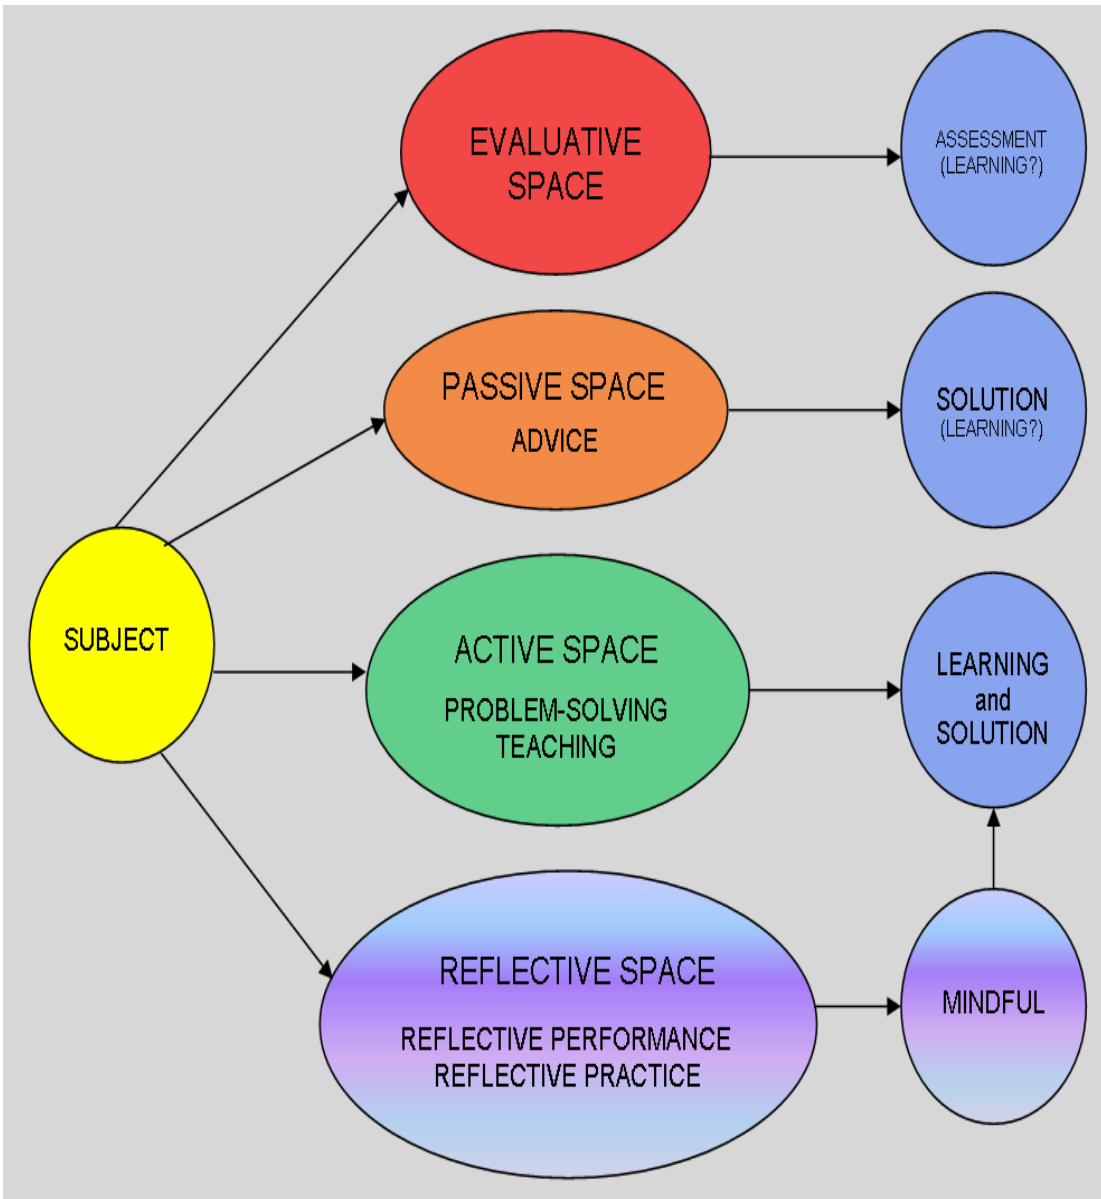 EVALUATIVE
SPACE
ASSESSMENT
(LEARNING?)
PASSIVE SPACE
ADVICE
SOLUTION
(LEARNING?)
SUBJECT
ACTIVE SPACE
PROBLEM-SOLVING
TEACHING
LEARNING
and
SOLUTION
REFLECTIVE SPACE
REFLECTIVE PERFORMANCE
REFLECTIVE PRACTICE
MINDFUL